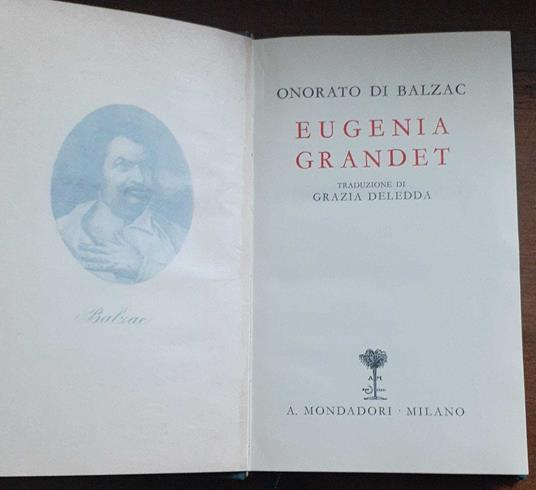 Balzac
ONORATO DI BALZAC
EUGENIA
GRANDET
TRADUZIONE DI
GRAZIA DELEDDA
A M
A. MONDADORI · MILANO